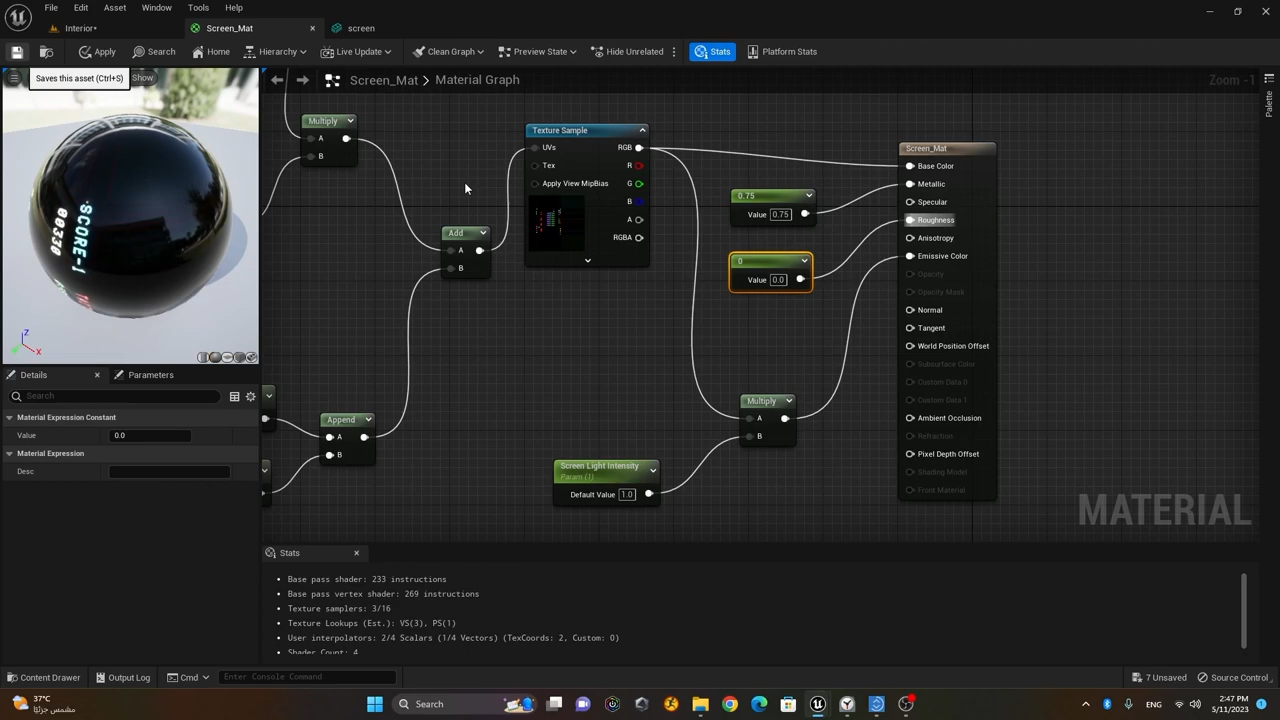 File
Edit
Asset
Window
Tools
Help
Interior*
Screen_Mat
screen
Apply
Search
Home
Hierarchy
Live Update
Clean Graph
Preview State
Hide Unrelated
Stats
Platform Stats
Saves this asset (Ctrl+S)
Show
Screen_Mat > Material Graph
Zoom -1
Palette
Multiply
A
B
Texture Sample
UVs
RGB
Tex
R
Apply View MipBias
G
B
A
RGBA
Add
A
B
Append
A
B
0.75
Value 0.75
0
Value 0.0
Multiply
A
B
Screen Light Intensity
Param (1)
Default Value 1.0
Screen_Mat
Base Color
Metallic
Specular
Roughness
Anisotropy
Emissive Color
Opacity
Opacity Mask
Normal
Tangent
World Position Offset
Subsurface Color
Custom Data 0
Custom Data 1
Ambient Occlusion
Refraction
Pixel Depth Offset
Shading Model
Front Material
MATERIAL
SCORE-1
00330
Z
X
Details
Parameters
Search
Material Expression Constant
Value 0.0
Material Expression
Desc
Stats
Base pass shader: 233 instructions
Base pass vertex shader: 269 instructions
Texture samplers: 3/16
Texture Lookups (Est.): VS(3), PS(1)
User interpolators: 2/4 Scalars (1/4 Vectors) (TexCoords: 2, Custom: 0)
Shader Count: 4
Content Drawer
Output Log
Cmd
Enter Console Command
7 Unsaved
Source Control
37°C
مشمس جزئيًا
Search
ENG
2:47 PM
5/11/2023